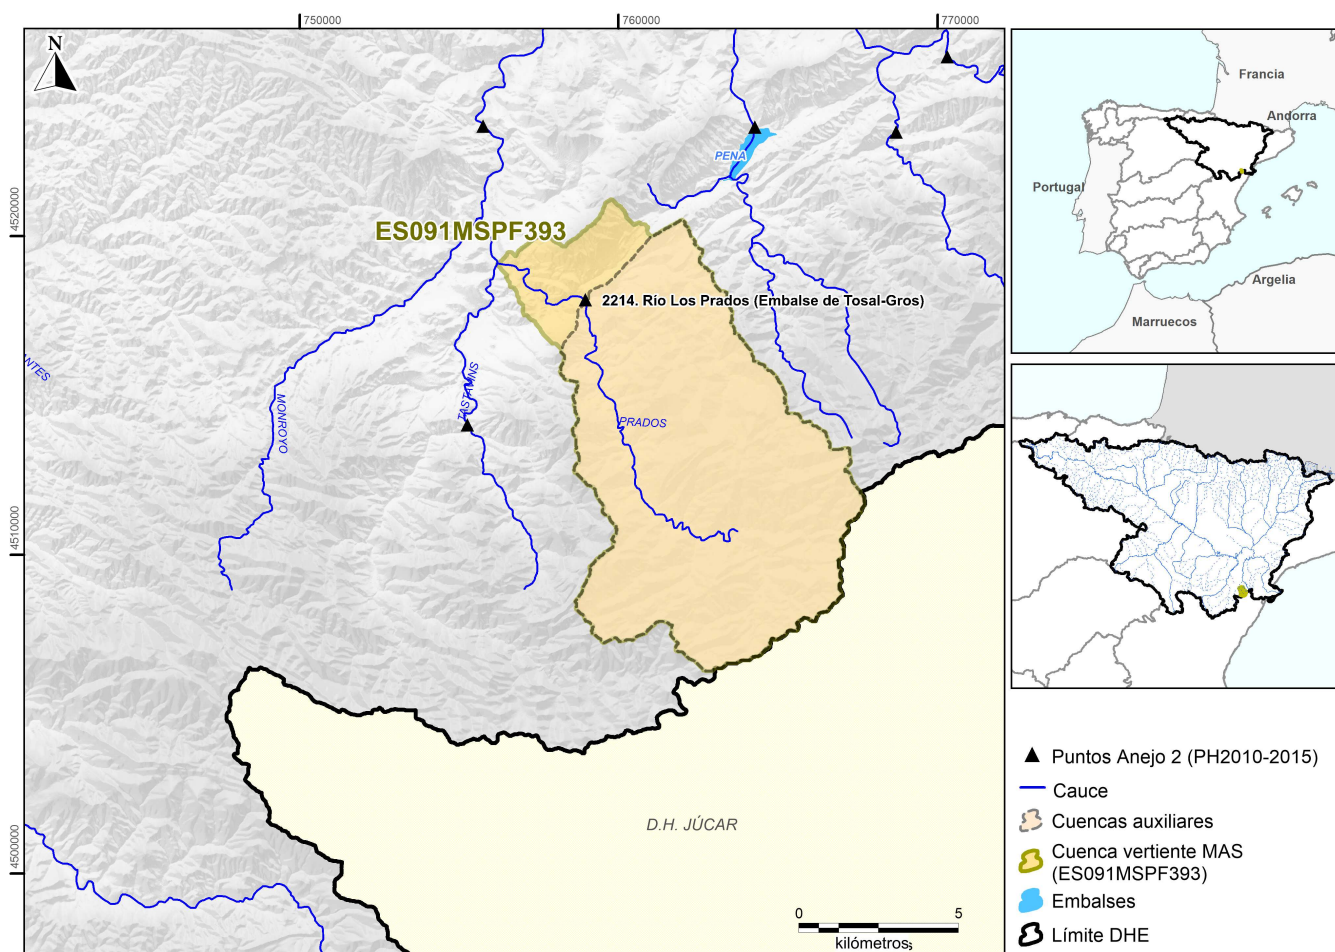 750000
760000
770000
N
4520000
4510000
4500000
PENA
ES091MSPF393
2214. Río Los Prados (Embalse de Tosal-Gros)
ANTES
MONROYO
TASTAVINS
PRADOS
D.H. JÚCAR
0
5
kilómetros
Francia
Andorra
Portugal
Argelia
Marruecos
Puntos Anejo 2 (PH2010-2015)
Cauce
Cuencas auxiliares
Cuenca vertiente MAS
(ES091MSPF393)
Embalses
Límite DHE